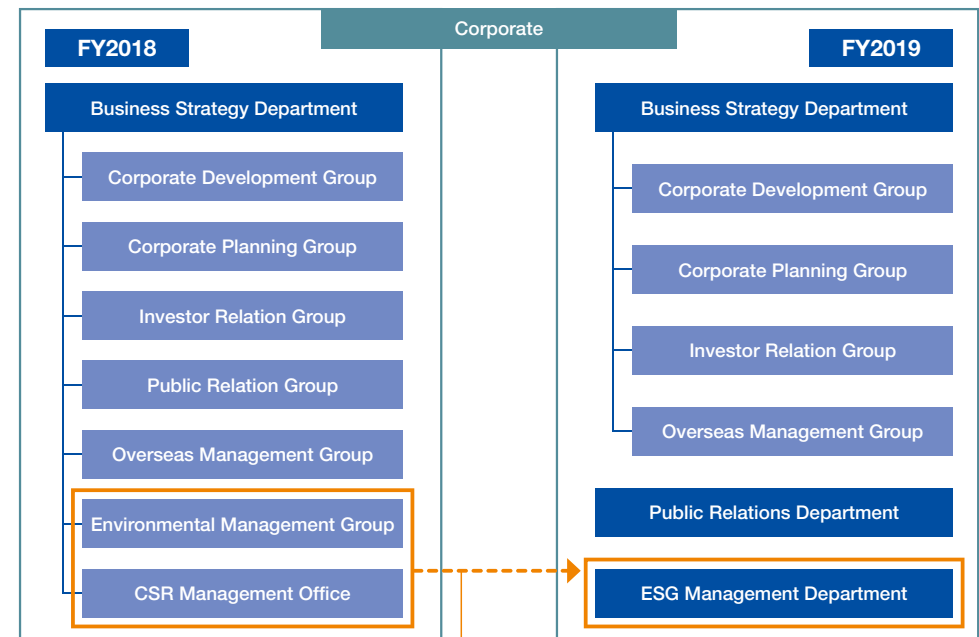 Corporate
FY2018
Business Strategy Department
Corporate Development Group
Corporate Planning Group
Investor Relation Group
Public Relation Group
Overseas Management Group
Environmental Management Group
CSR Management Office
FY2019
Business Strategy Department
Corporate Development Group
Corporate Planning Group
Investor Relation Group
Overseas Management Group
Public Relations Department
ESG Management Department